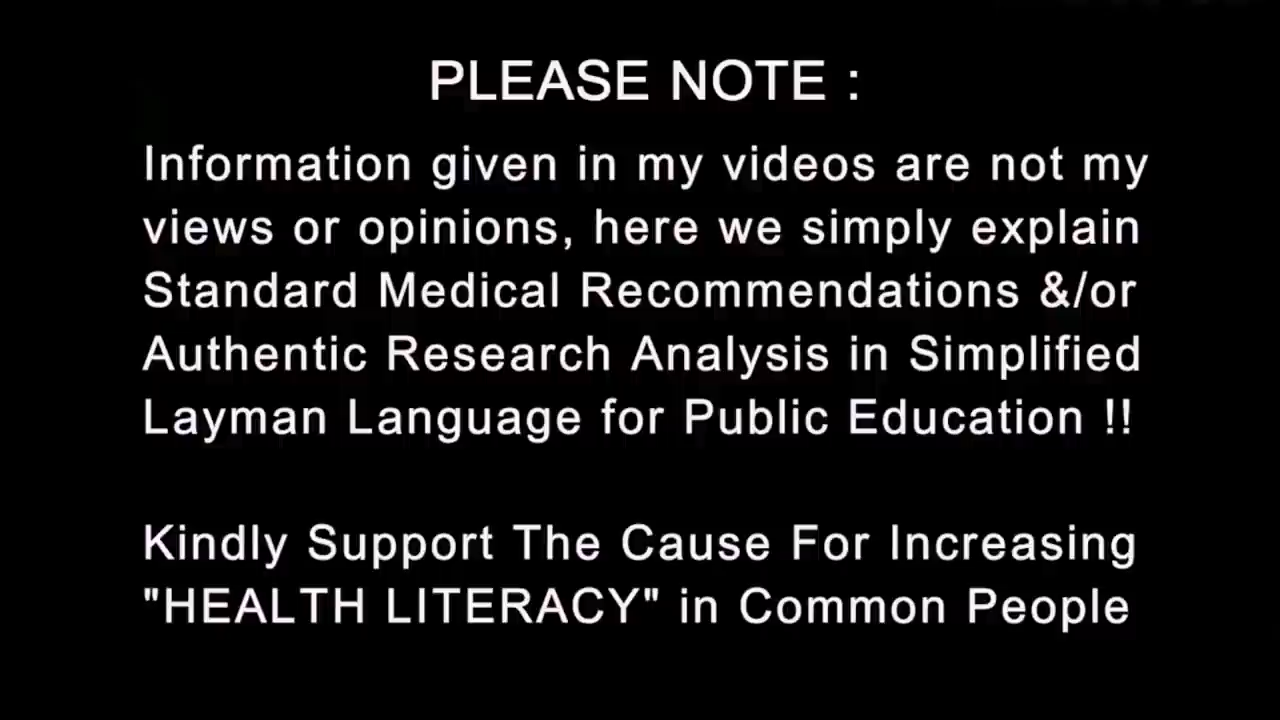 PLEASE NOTE :
Information given in my videos are not my
views or opinions, here we simply explain
Standard Medical Recommendations &/or
Authentic Research Analysis in Simplified
Layman Language for Public Education !!
Kindly Support The Cause For Increasing
"HEALTH LITERACY" in Common People